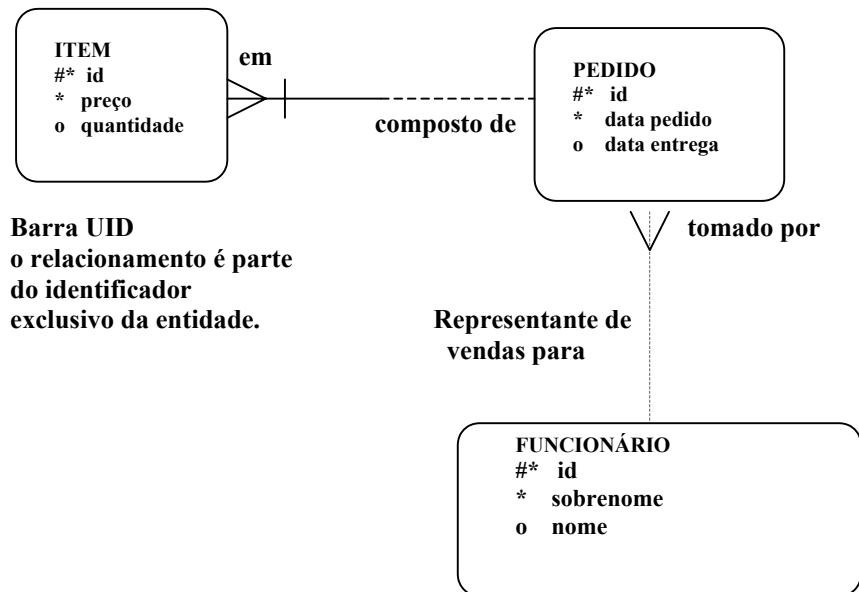 ITEM
#* id
* preço
o quantidade
em
composto de
PEDIDO
#* id
* data pedido
o data entrega
Barra UID
o relacionamento é parte
do identificador
exclusivo da entidade.
tomado por
Representante de
vendas para
FUNCIONÁRIO
#* id
* sobrenome
o nome